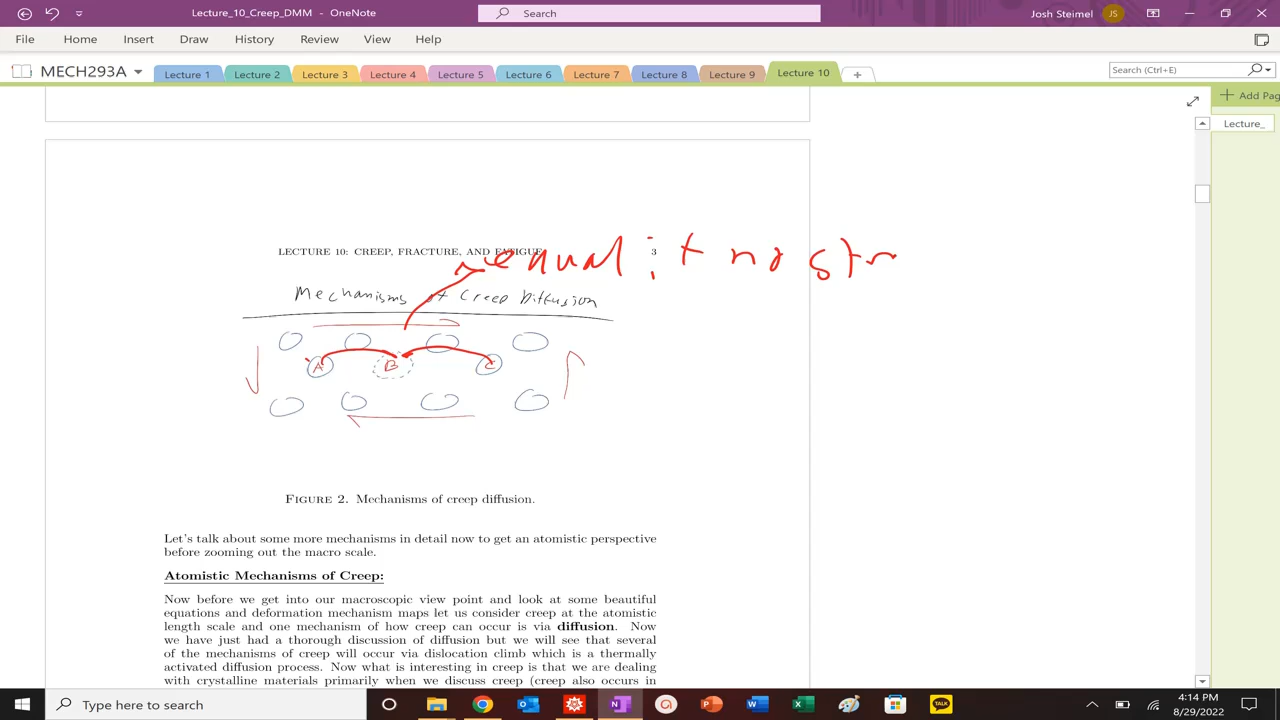 Lecture_10_Creep_DMM - OneNote
Search
Josh Steimel
JS
File Home Insert Draw History Review View Help
MECH293A
Lecture 1
Lecture 2
Lecture 3
Lecture 4
Lecture 5
Lecture 6
Lecture 7
Lecture 8
Lecture 9
Lecture 10
Search (Ctrl+E)
Add Pag
Lecture_
LECTURE 10: CREEP, FRACTURE, AND FATIGUE 3
equal if no str
Mechanisms of Creep Diffusion
A B C
FIGURE 2. Mechanisms of creep diffusion.
Let's talk about some more mechanisms in detail now to get an atomistic perspective
before zooming out the macro scale.
Atomistic Mechanisms of Creep:
Now before we get into our macroscopic view point and look at some beautiful
equations and deformation mechanism maps let us consider creep at the atomistic
length scale and one mechanism of how creep can occur is via diffusion. Now
we have just had a thorough discussion of diffusion but we will see that several
of the mechanisms of creep will occur via dislocation climb which is a thermally
activated diffusion process. Now what is interesting in creep is that we are dealing
with crystalline materials primarily when we discuss creep (creep also occurs in
Type here to search
TALK
4:14 PM
8/29/2022